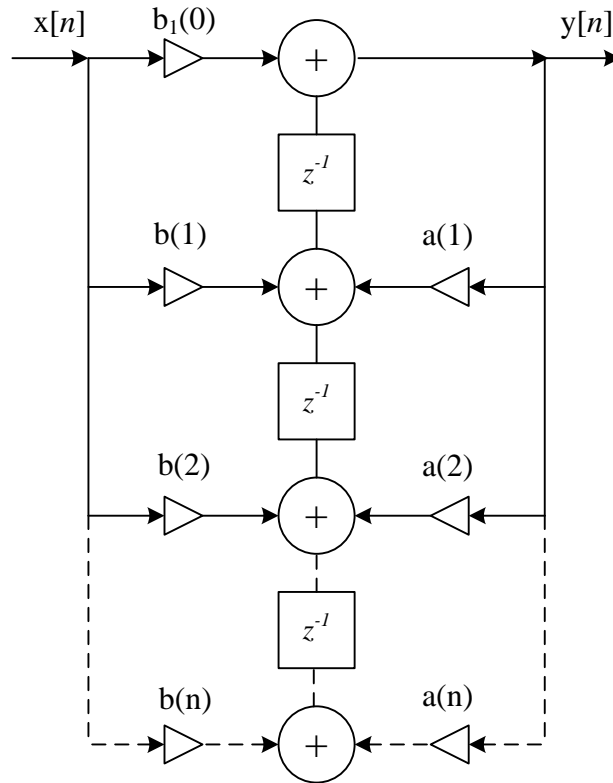 x[n] b₁(0) y[n]
+
z⁻¹
b(1) a(1)
+
z⁻¹
b(2) a(2)
+
z⁻¹
b(n) a(n)
+